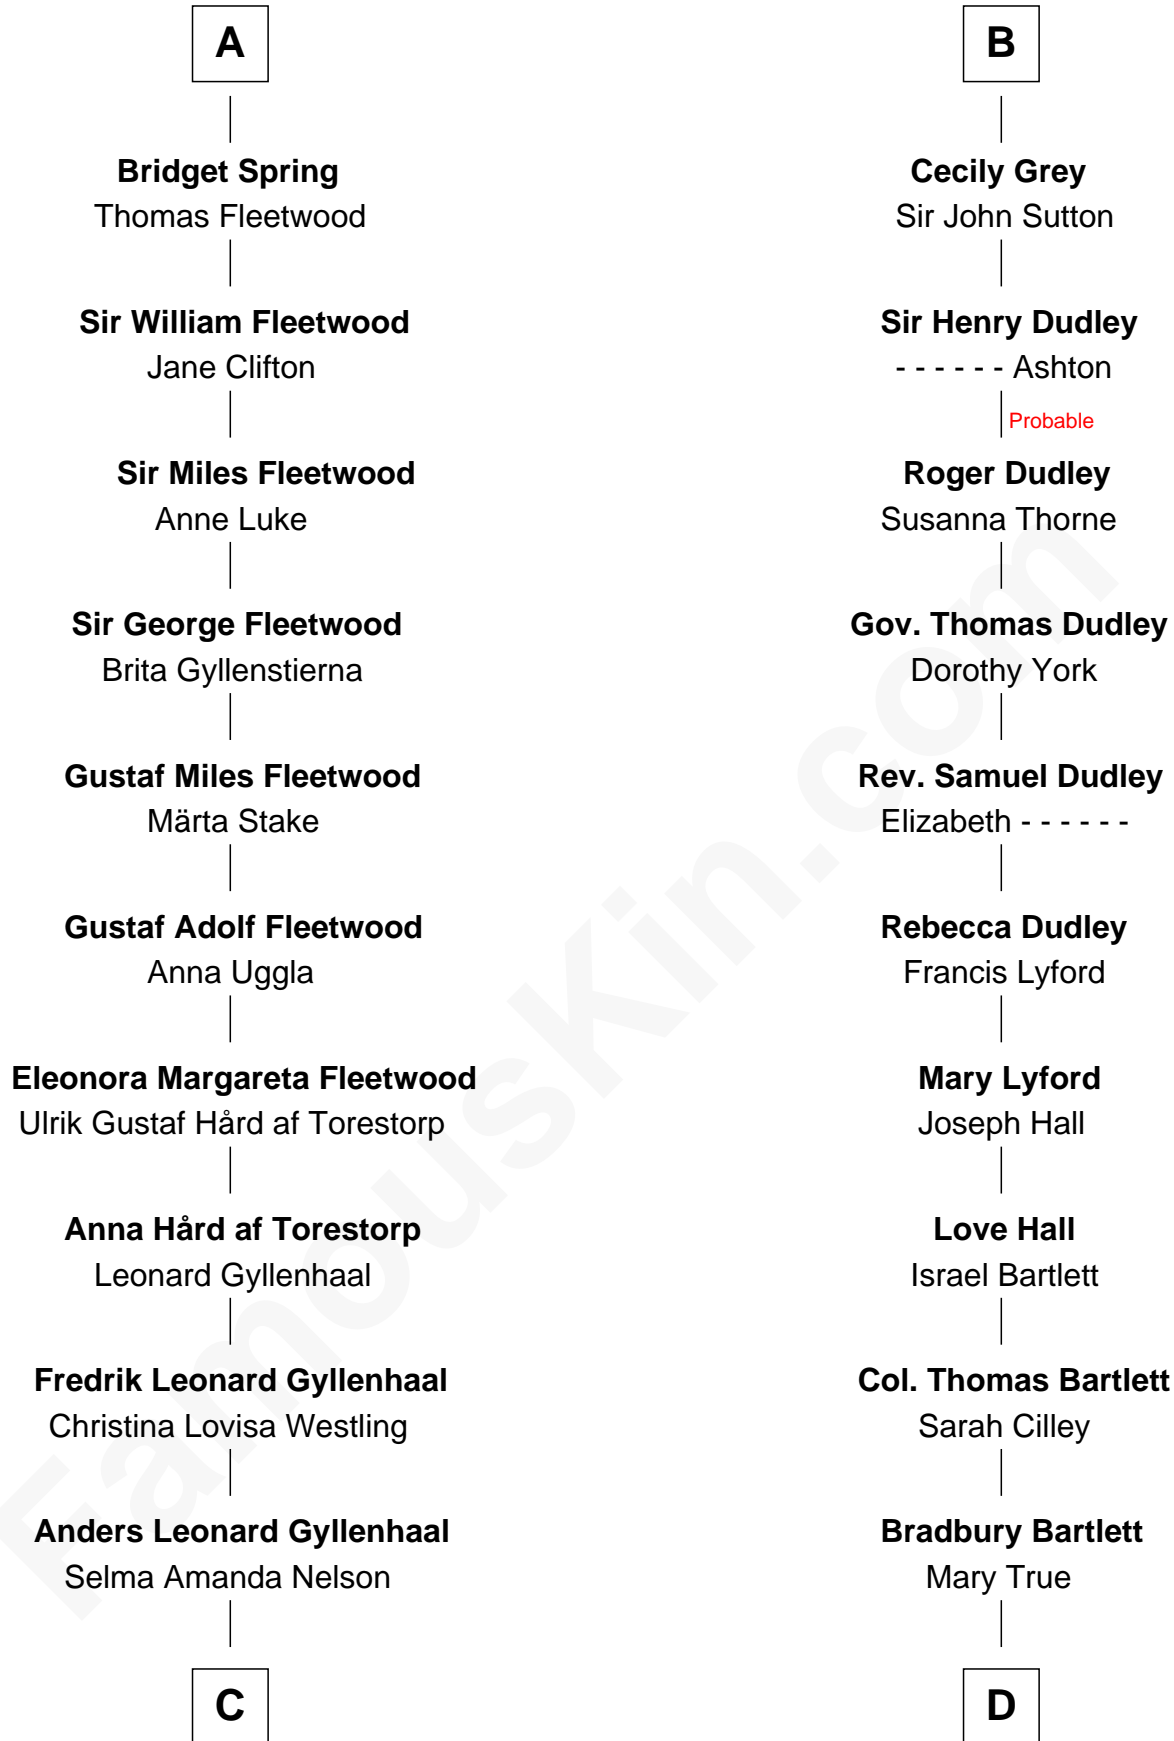 A
Bridget Spring
Thomas Fleetwood
Sir William Fleetwood
Jane Clifton
Sir Miles Fleetwood
Anne Luke
Sir George Fleetwood
Brita Gyllenstierna
Gustaf Miles Fleetwood
Märta Stake
Gustaf Adolf Fleetwood
Anna Uggla
Eleonora Margareta Fleetwood
Ulrik Gustaf Hård af Torestorp
Anna Hård af Torestorp
Leonard Gyllenhaal
Fredrik Leonard Gyllenhaal
Christina Lovisa Westling
Anders Leonard Gyllenhaal
Selma Amanda Nelson
C
B
Cecily Grey
Sir John Sutton
Sir Henry Dudley
- - - - - - Ashton
Probable
Roger Dudley
Susanna Thorne
Gov. Thomas Dudley
Dorothy York
Rev. Samuel Dudley
Elizabeth - - - - - -
Rebecca Dudley
Francis Lyford
Mary Lyford
Joseph Hall
Love Hall
Israel Bartlett
Col. Thomas Bartlett
Sarah Cilley
Bradbury Bartlett
Mary True
D
FamousKin.com